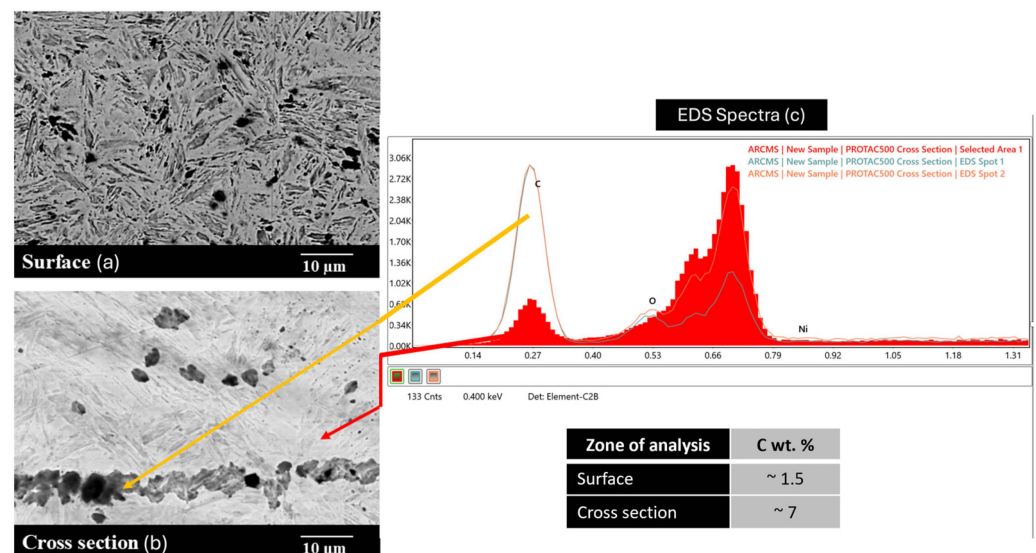 Surface (a)
10 µm
Cross section (b)
10 µm
EDS Spectra (c)
ARCMS | New Sample | PROTAC500 Cross Section | Selected Area 1
ARCMS | New Sample | PROTAC500 Cross Section | EDS Spot 1
ARCMS | New Sample | PROTAC500 Cross Section | EDS Spot 2
3.06K
2.72K
2.38K
2.04K
1.70K
1.36K
1.02K
0.34K
0.00K
C
O
Ni
0.14 0.27 0.40 0.53 0.66 0.79 0.92 1.05 1.18 1.31
133 Cnts 0.400 keV Det: Element-C2B
Zone of analysis C wt. %
Surface ~ 1.5
Cross section ~ 7